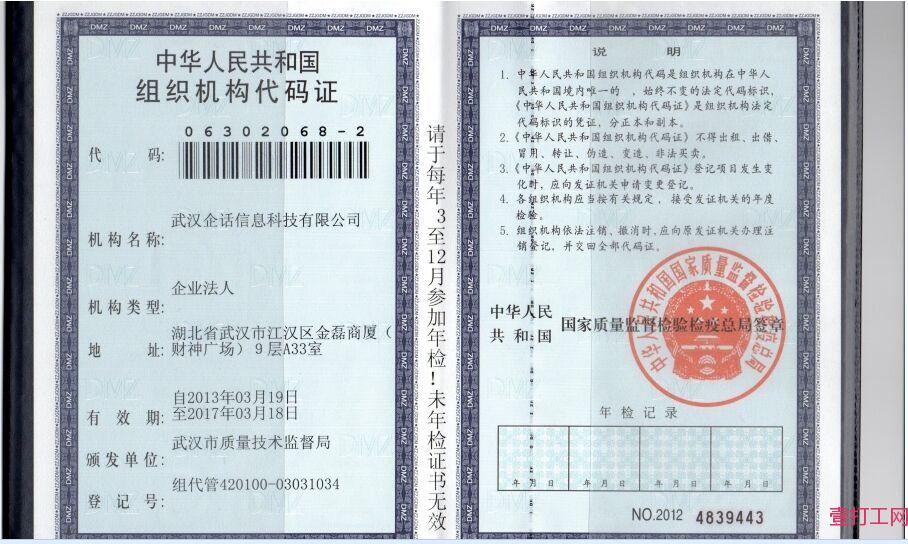 中华人民共和国
组织机构代码证
06302068-2
代 码:
武汉企话信息科技有限公司
机构名称:
企业法人
机构类型:
湖北省武汉市江汉区金磊商厦(
财神广场)9层A33室
地 址:
自2013年03月19日
至2017年03月18日
有 效 期:
武汉市质量技术监督局
颁发单位:
组代管420100-03031034
登 记 号:
请于每年3至12月参加年检!未年检证书无效
说 明
1. 中华人民共和国组织机构代码是组织机构在中华人
民共和国境内唯一的 , 始终不变的法定代码标识,
《中华人民共和国组织机构代码证》是组织机构法定
代码标识的凭证, 分正本和副本。
2.《中华人民共和国组织机构代码证》不得出租、出借、
冒用、转让、伪造、变造、非法买卖。
3.《中华人民共和国组织机构代码证》登记项目发生变
化时, 应向发证机关申请变更登记。
4. 各组织机构应当按有关规定, 接受发证机关的年度
检验。
5. 组织机构依法注销、撤消时, 应向原发证机关办理注
销登记, 并交回全部代码证。
中华人民共和国国家质量监督检验检疫总局
中华人民
共和国
国家质量监督检验检疫总局签章
年检记录
年 月 日 年 月 日 年 月 日 年 月 日
NO.2012 4839443
壹打工网